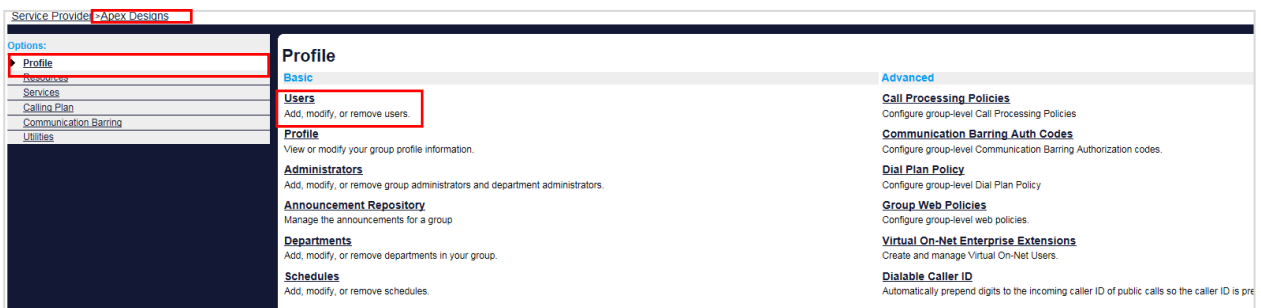 Service Provider >Apex Designs
Options:
Profile
Resources
Services
Calling Plan
Communication Barring
Utilities
Profile
Basic
Users
Add, modify, or remove users.
Profile
View or modify your group profile information.
Administrators
Add, modify, or remove group administrators and department administrators.
Announcement Repository
Manage the announcements for a group
Departments
Add, modify, or remove departments in your group.
Schedules
Add, modify, or remove schedules.
Advanced
Call Processing Policies
Configure group-level Call Processing Policies
Communication Barring Auth Codes
Configure group-level Communication Barring Authorization codes.
Dial Plan Policy
Configure group-level Dial Plan Policy
Group Web Policies
Configure group-level web policies.
Virtual On-Net Enterprise Extensions
Create and manage Virtual On-Net Users.
Dialable Caller ID
Automatically prepend digits to the incoming caller ID of public calls so the caller ID is pre